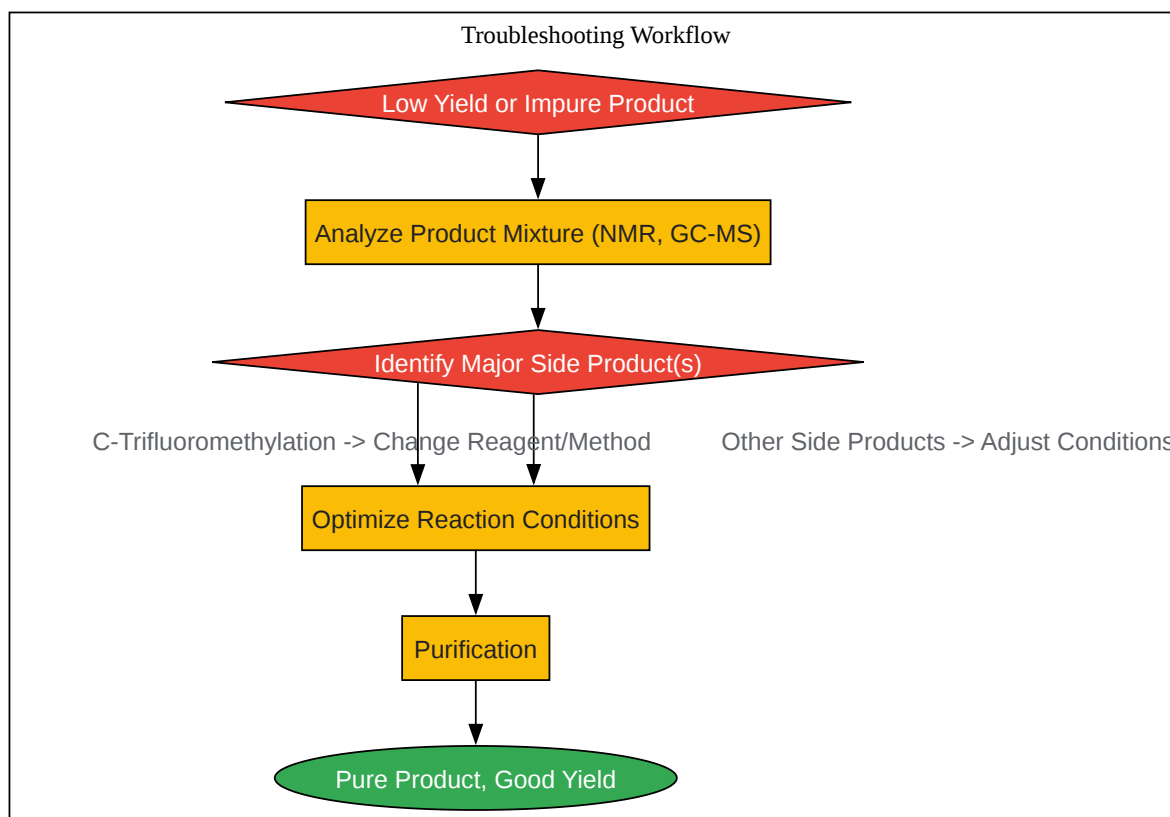 Troubleshooting Workflow
Low Yield or Impure Product
Analyze Product Mixture (NMR, GC-MS)
Identify Major Side Product(s)
C-Trifluoromethylation -> Change Reagent/Method
Other Side Products -> Adjust Conditions
Optimize Reaction Conditions
Purification
Pure Product, Good Yield